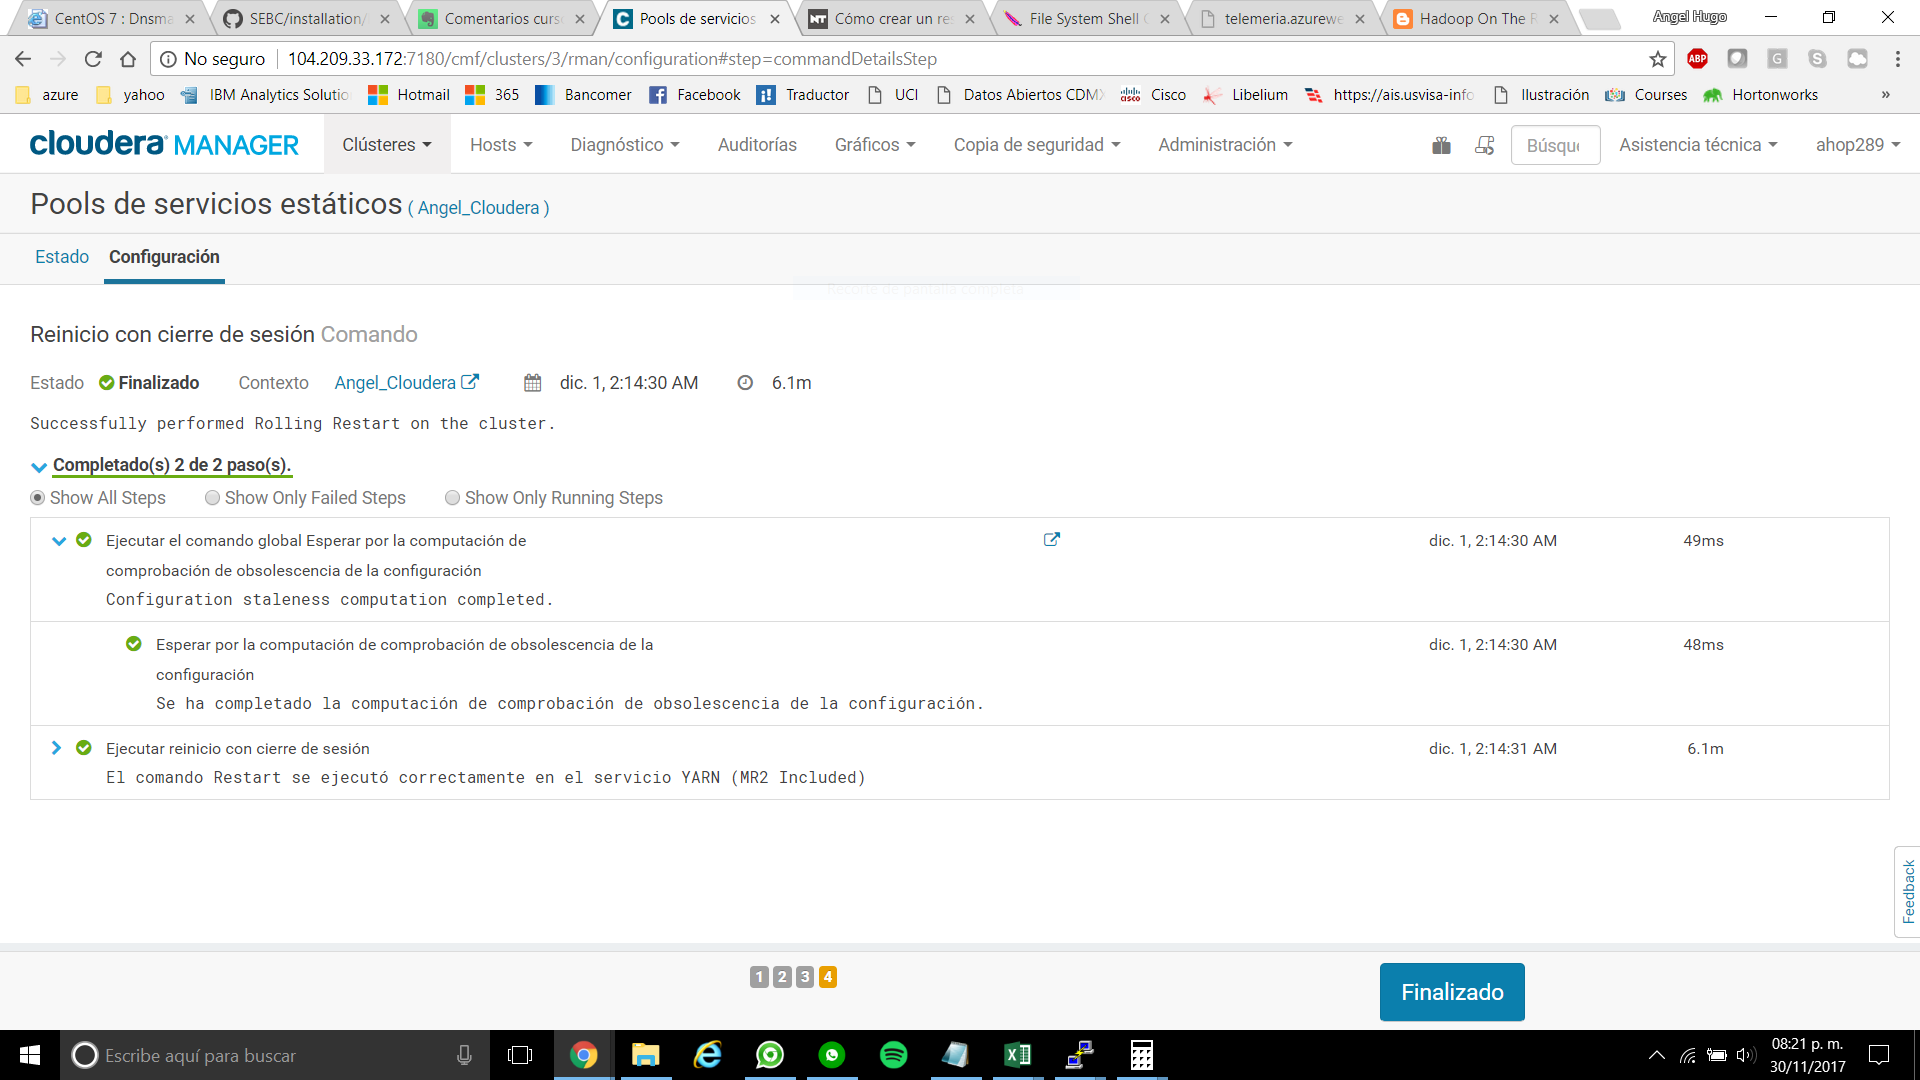 CentOS 7 : Dnsma
SEBC/installation/
Comentarios curs
Pools de servicios
Cómo crear un re
File System Shell
telemeria.azurewe
Hadoop On The R
Angel Hugo
No seguro
104.209.33.172:7180/cmf/clusters/3/rman/configuration#step=commandDetailsStep
ABP
azure
yahoo
IBM Analytics Solutio
Hotmail
365
Bancomer
Facebook
Traductor
UCI
Datos Abiertos CDMX
Cisco
Libelium
https://ais.usvisa-info
Ilustración
Courses
Hortonworks
»
cloudera MANAGER
Clústeres
Hosts
Diagnóstico
Auditorías
Gráficos
Copia de seguridad
Administración
Búsqu
Asistencia técnica
ahop289
Pools de servicios estáticos ( Angel_Cloudera )
Estado
Configuración
Recorte de pantalla completa
Reinicio con cierre de sesión Comando
Estado Finalizado Contexto Angel_Cloudera dic. 1, 2:14:30 AM 6.1m
Successfully performed Rolling Restart on the cluster.
Completado(s) 2 de 2 paso(s).
Show All Steps Show Only Failed Steps Show Only Running Steps
Ejecutar el comando global Esperar por la computación de dic. 1, 2:14:30 AM 49ms
comprobación de obsolescencia de la configuración
Configuration staleness computation completed.
Esperar por la computación de comprobación de obsolescencia de la dic. 1, 2:14:30 AM 48ms
configuración
Se ha completado la computación de comprobación de obsolescencia de la configuración.
Ejecutar reinicio con cierre de sesión dic. 1, 2:14:31 AM 6.1m
El comando Restart se ejecutó correctamente en el servicio YARN (MR2 Included)
Feedback
1 2 3 4
Finalizado
Escribe aquí para buscar
08:21 p. m.
30/11/2017